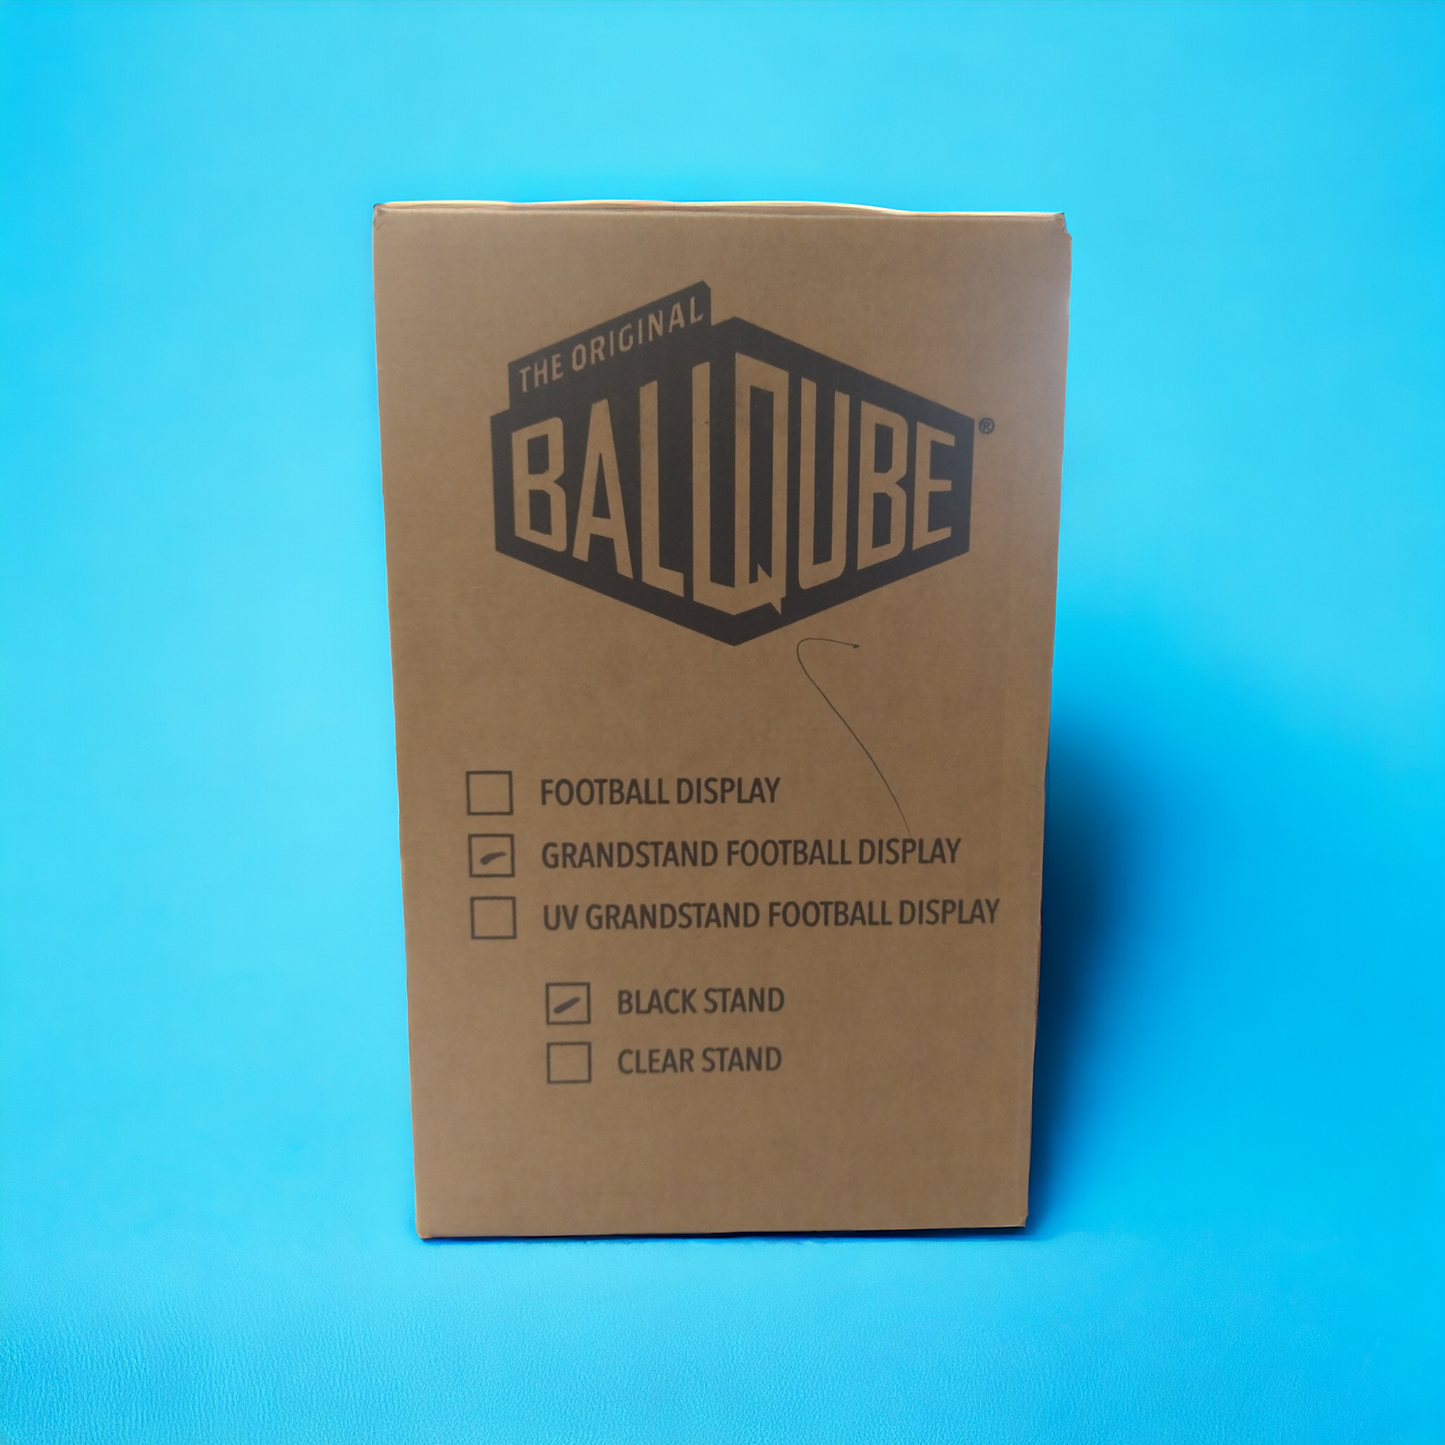 THE ORIGINAL
BALLQUBE®
FOOTBALL DISPLAY
GRANDSTAND FOOTBALL DISPLAY
UV GRANDSTAND FOOTBALL DISPLAY
BLACK STAND
CLEAR STAND